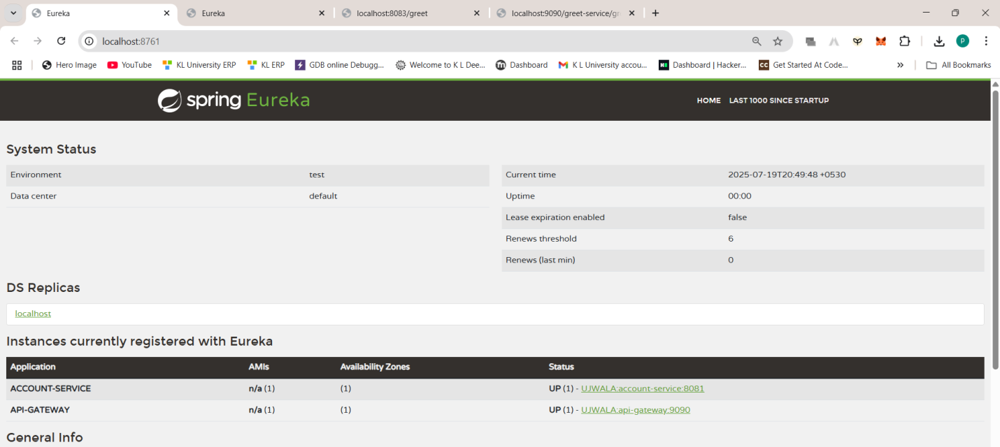 Eureka
Eureka
localhost:8083/greet
localhost:9090/greet-service/gr
localhost:8761
P
Hero Image
YouTube
KL University ERP
KL ERP
GDB online Debugg...
Welcome to K L Dee...
Dashboard
K L University accou...
Dashboard | Hacker...
CC Get Started At Code...
»
All Bookmarks
spring Eureka
HOME LAST 1000 SINCE STARTUP
System Status
Environment test
Data center default
Current time 2025-07-19T20:49:48 +0530
Uptime 00:00
Lease expiration enabled false
Renews threshold 6
Renews (last min) 0
DS Replicas
localhost
Instances currently registered with Eureka
Application AMIs Availability Zones Status
ACCOUNT-SERVICE n/a (1) (1) UP (1) - UJWALA:account-service:8081
API-GATEWAY n/a (1) (1) UP (1) - UJWALA:api-gateway:9090
General Info